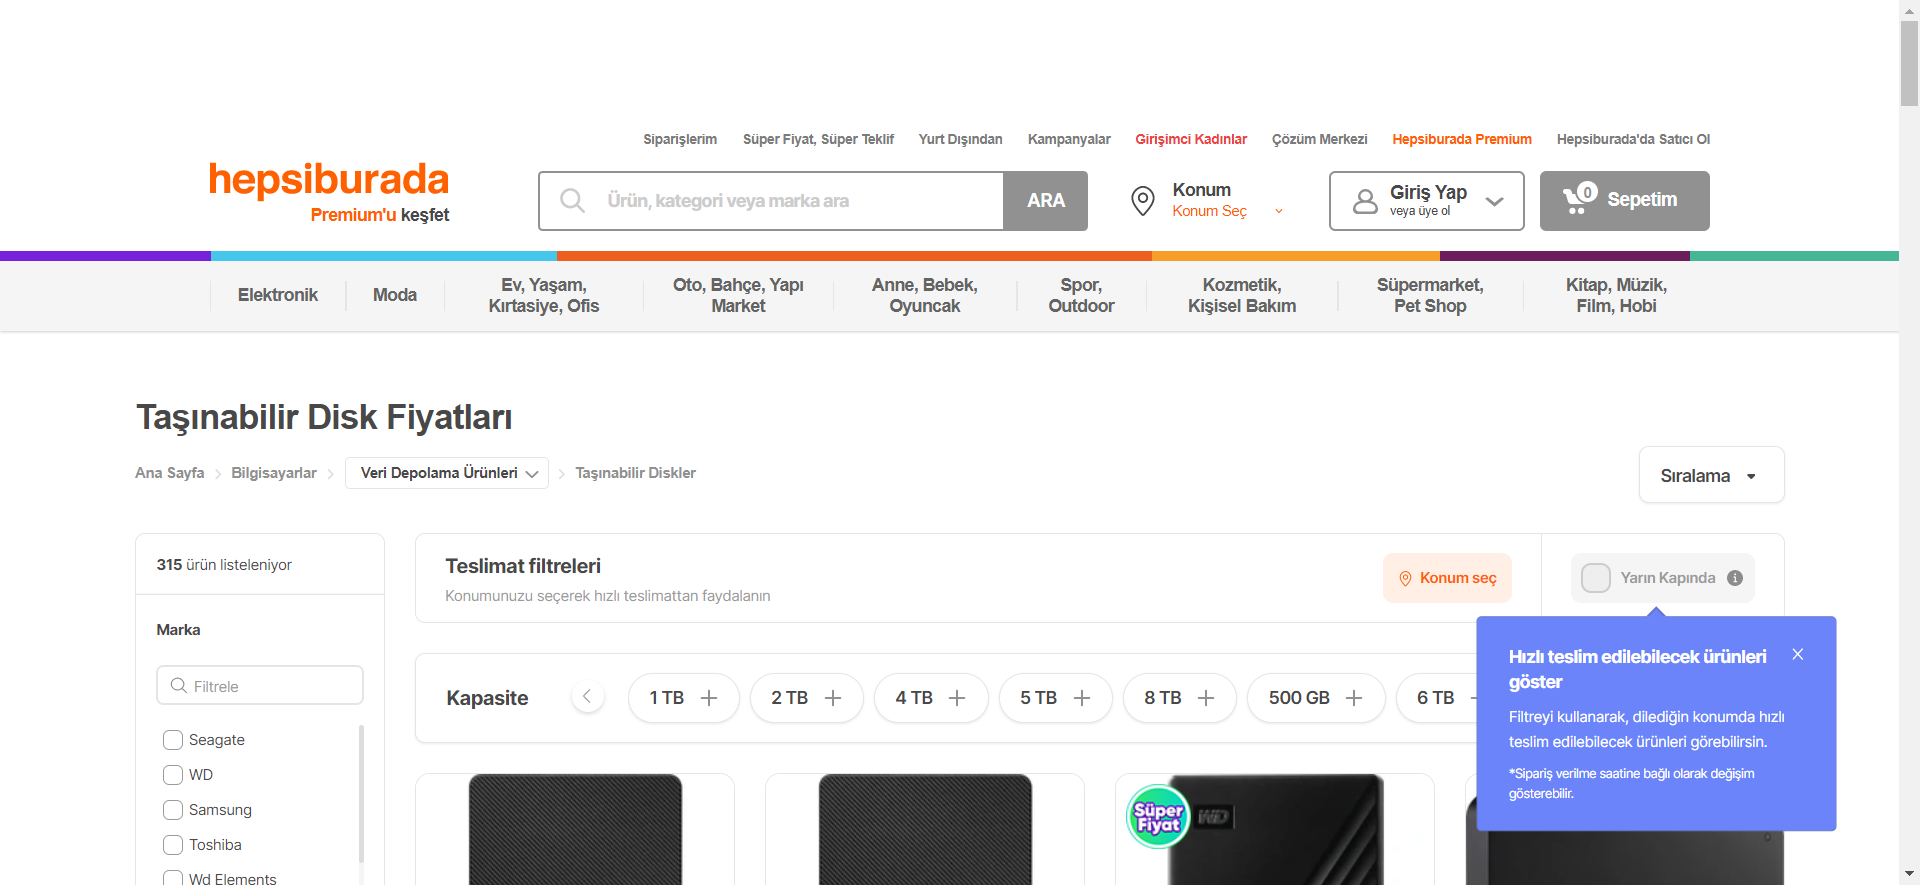 Siparişlerim Süper Fiyat, Süper Teklif Yurt Dışından Kampanyalar Girişimci Kadınlar Çözüm Merkezi Hepsiburada Premium Hepsiburada'da Satıcı Ol
hepsiburada
Premium'u keşfet
Ürün, kategori veya marka ara
ARA
Konum
Konum Seç
Giriş Yap
veya üye ol
0
Sepetim
Elektronik
Moda
Ev, Yaşam,
Kırtasiye, Ofis
Oto, Bahçe, Yapı
Market
Anne, Bebek,
Oyuncak
Spor,
Outdoor
Kozmetik,
Kişisel Bakım
Süpermarket,
Pet Shop
Kitap, Müzik,
Film, Hobi
Taşınabilir Disk Fiyatları
Ana Sayfa Bilgisayarlar Veri Depolama Ürünleri Taşınabilir Diskler
Sıralama
315 ürün listeleniyor
Marka
Filtrele
Seagate
WD
Samsung
Toshiba
Wd Elements
Teslimat filtreleri
Konumunuzu seçerek hızlı teslimattan faydalanın
Konum seç
Yarın Kapında
Hızlı teslim edilebilecek ürünleri
göster
Filtreyi kullanarak, dilediğin konumda hızlı
teslim edilebilecek ürünleri görebilirsin.
*Sipariş verilme saatine bağlı olarak değişim
gösterebilir.
Kapasite 1 TB 2 TB 4 TB 5 TB 8 TB 500 GB 6 TB
Süper
Fiyat
WD